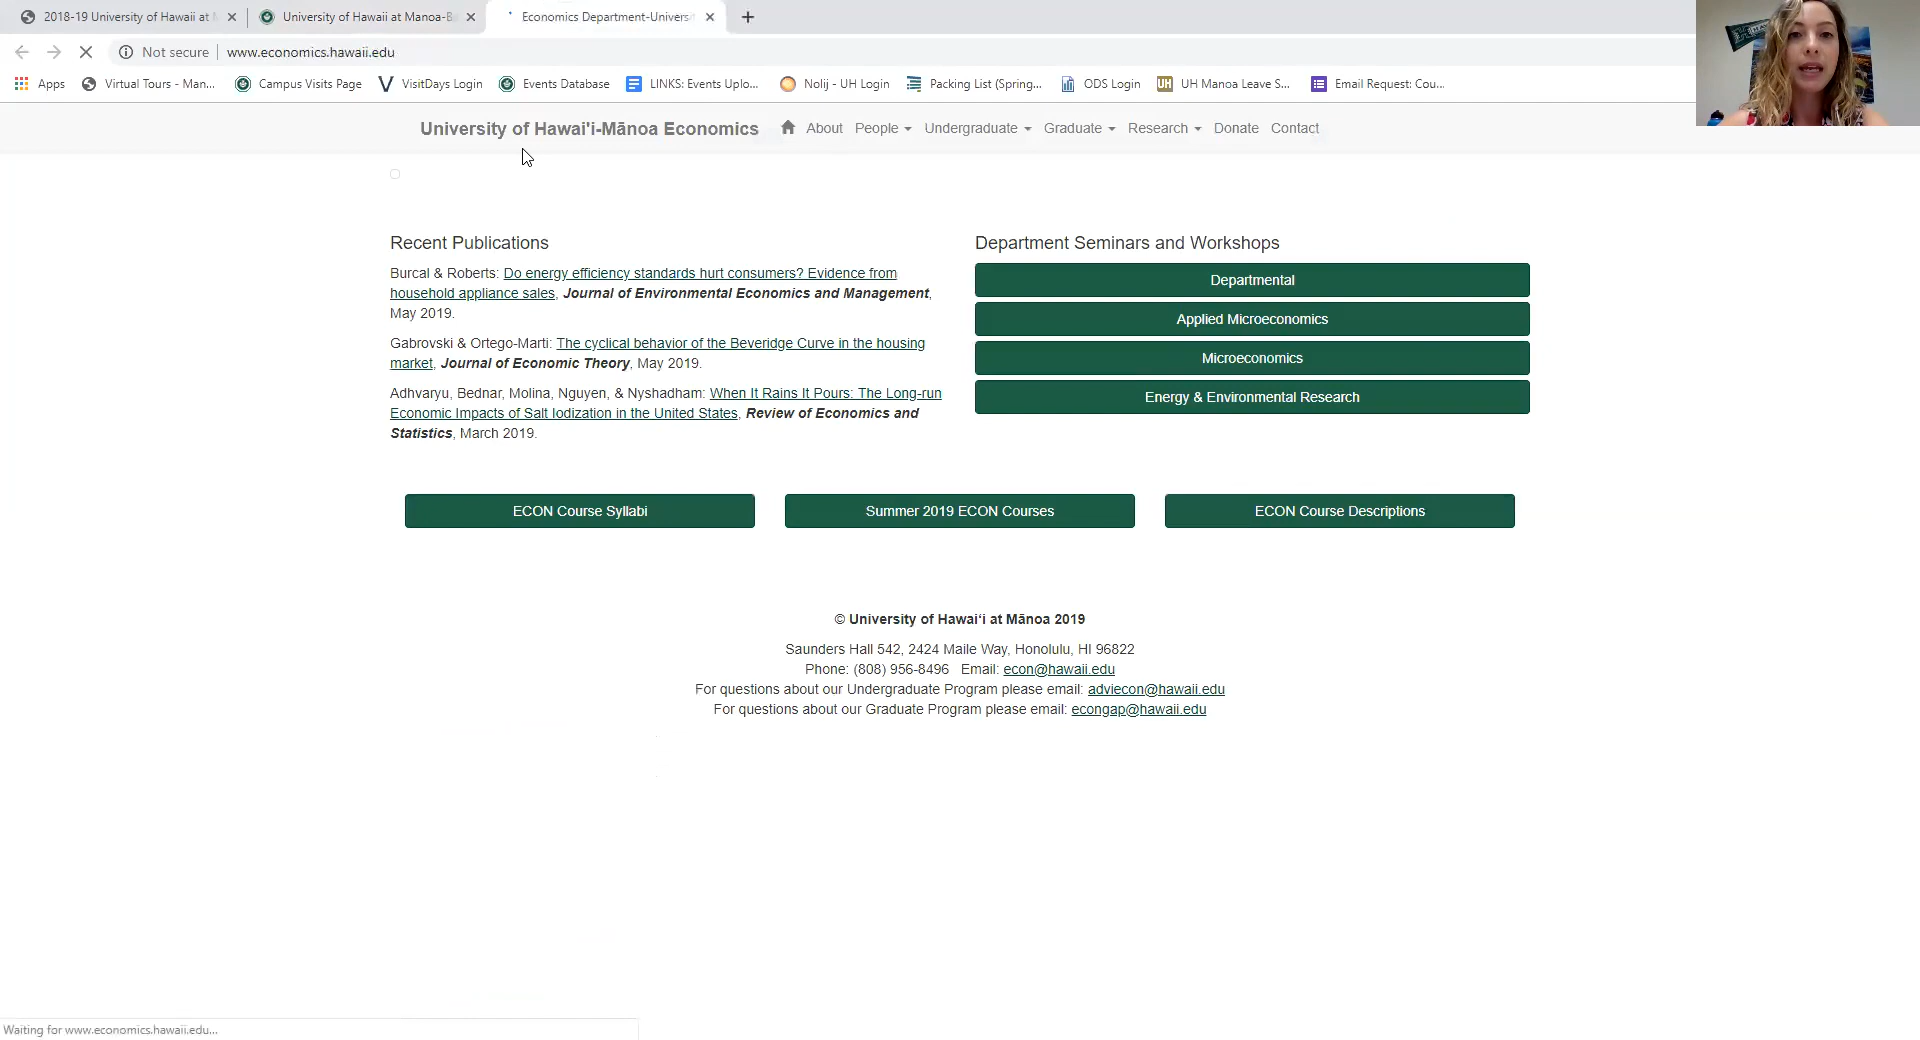 2018-19 University of Hawaii at
University of Hawaii at Manoa-B
Economics Department-Univers
Not secure www.economics.hawaii.edu
Apps Virtual Tours - Man... Campus Visits Page VisitDays Login Events Database LINKS: Events Uplo... Nolij - UH Login Packing List (Spring... ODS Login UH Manoa Leave S... Email Request: Cou...
University of Hawai'i-Mānoa Economics About People Undergraduate Graduate Research Donate Contact
Recent Publications
Burcal & Roberts: Do energy efficiency standards hurt consumers? Evidence from
household appliance sales, Journal of Environmental Economics and Management,
May 2019.
Gabrovski & Ortego-Marti: The cyclical behavior of the Beveridge Curve in the housing
market, Journal of Economic Theory, May 2019.
Adhvaryu, Bednar, Molina, Nguyen, & Nyshadham: When It Rains It Pours: The Long-run
Economic Impacts of Salt Iodization in the United States, Review of Economics and
Statistics, March 2019.
Department Seminars and Workshops
Departmental
Applied Microeconomics
Microeconomics
Energy & Environmental Research
ECON Course Syllabi
Summer 2019 ECON Courses
ECON Course Descriptions
© University of Hawaiʻi at Mānoa 2019
Saunders Hall 542, 2424 Maile Way, Honolulu, HI 96822
Phone: (808) 956-8496 Email: econ@hawaii.edu
For questions about our Undergraduate Program please email: adviecon@hawaii.edu
For questions about our Graduate Program please email: econgap@hawaii.edu
Waiting for www.economics.hawaii.edu...